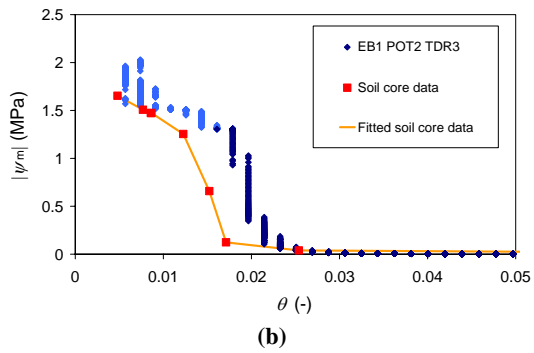 2.5
2
1.5
1
0.5
0
|ψm| (MPa)
EB1 POT2 TDR3
Soil core data
Fitted soil core data
0 0.01 0.02 0.03 0.04 0.05
θ (-)
(b)